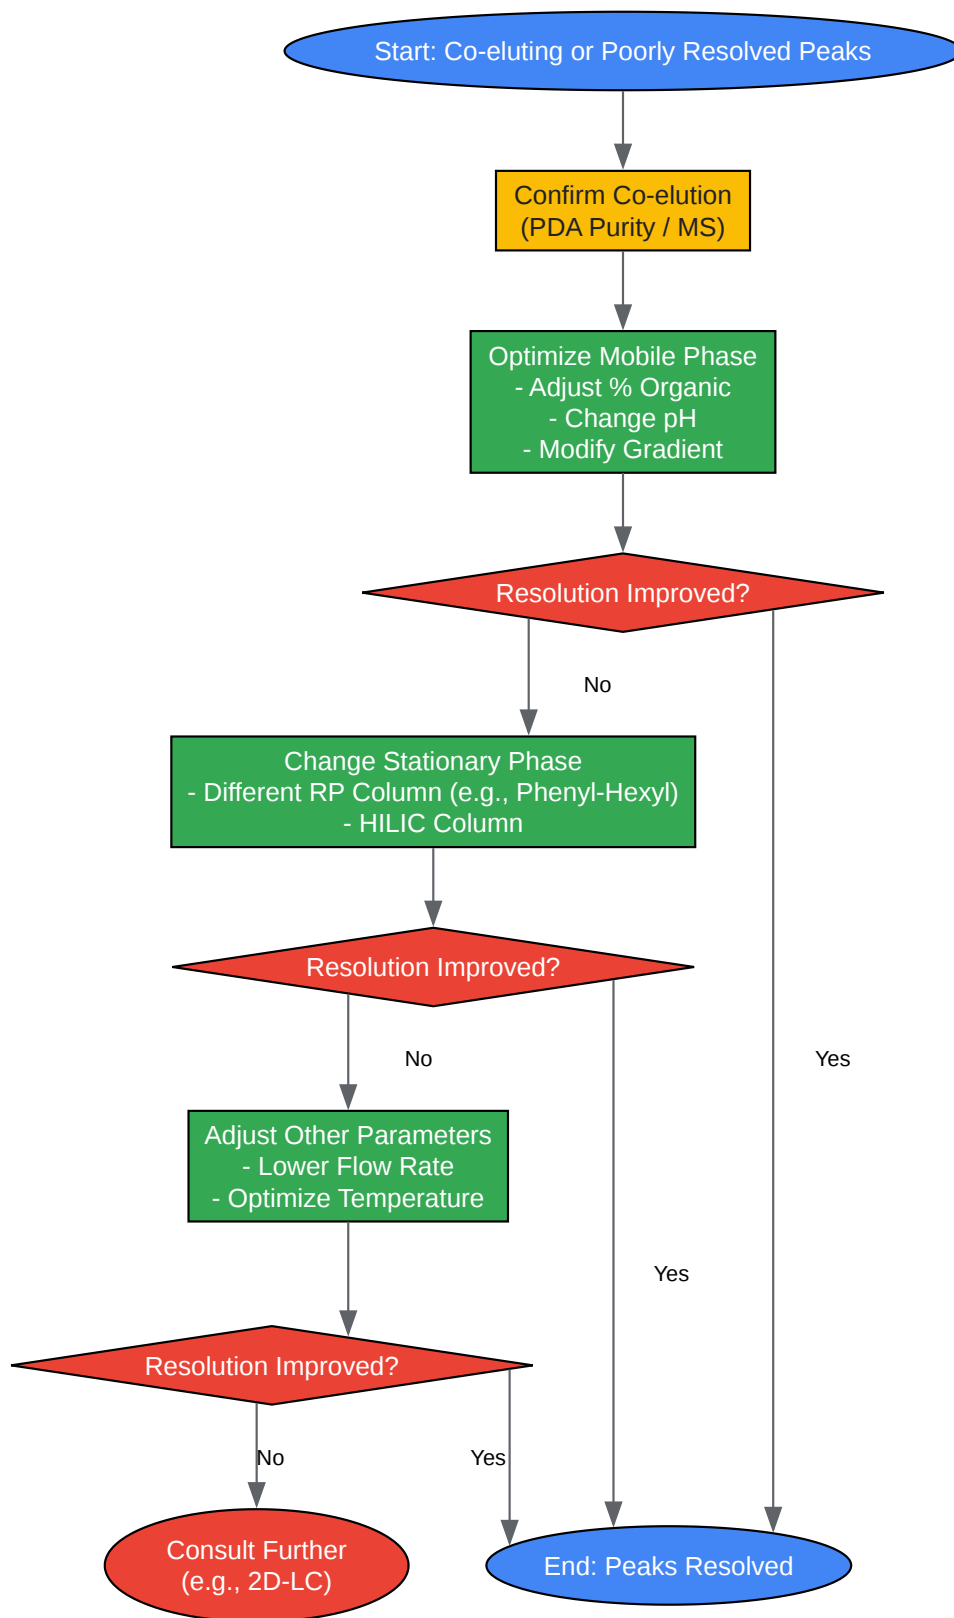 Start: Co-eluting or Poorly Resolved Peaks
Confirm Co-elution
(PDA Purity / MS)
Optimize Mobile Phase
- Adjust % Organic
- Change pH
- Modify Gradient
Resolution Improved?
No
Change Stationary Phase
- Different RP Column (e.g., Phenyl-Hexyl)
- HILIC Column
Resolution Improved?
No
Yes
Adjust Other Parameters
- Lower Flow Rate
- Optimize Temperature
Yes
Resolution Improved?
No
Yes
Consult Further
(e.g., 2D-LC)
End: Peaks Resolved